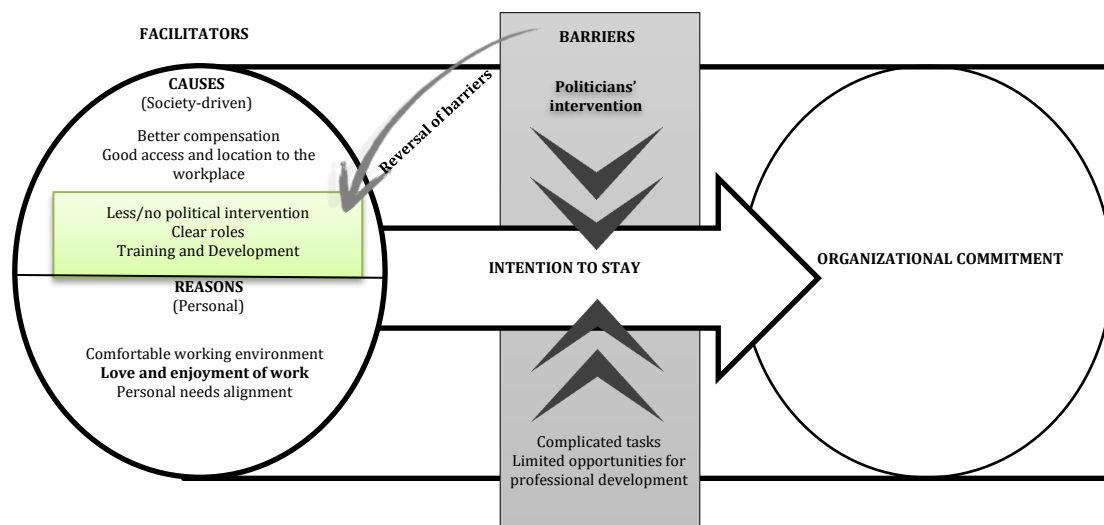 FACILITATORS
CAUSES
(Society-driven)
Better compensation
Good access and location to the
workplace
Less/no political intervention
Clear roles
Training and Development
REASONS
(Personal)
Comfortable working environment
Love and enjoyment of work
Personal needs alignment
Reversal of barriers
BARRIERS
Politicians'
intervention
INTENTION TO STAY
Complicated tasks
Limited opportunities for
professional development
ORGANIZATIONAL COMMITMENT